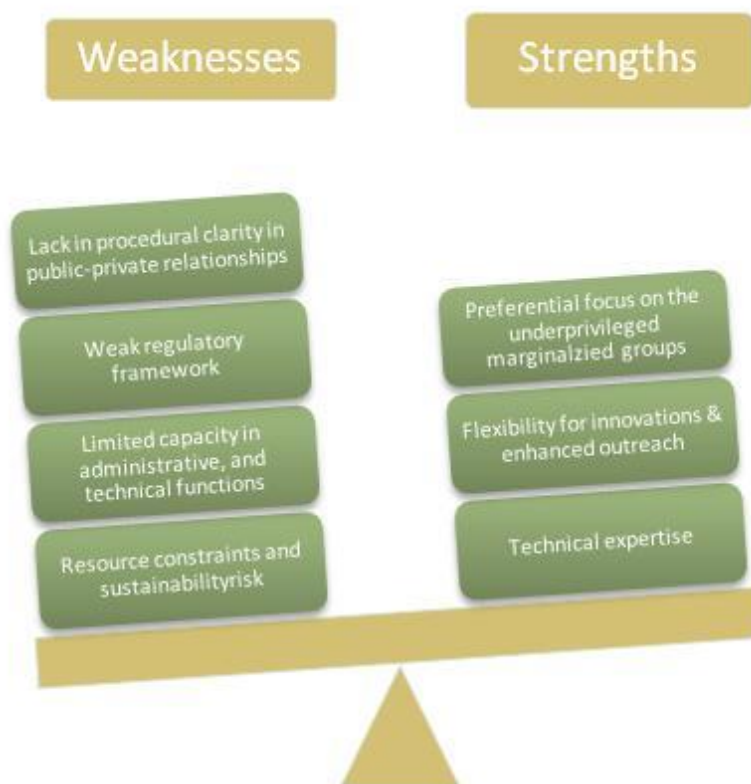 Weaknesses
Strengths
Lack in procedural clarity in
public-private relationships
Weak regulatory
framework
Limited capacity in
administrative, and
technical functions
Resource constraints and
sustainabilityrisk
Preferential focus on the
underprivileged
marginalzied groups
Flexibility for innovations &
enhanced outreach
Technical expertise